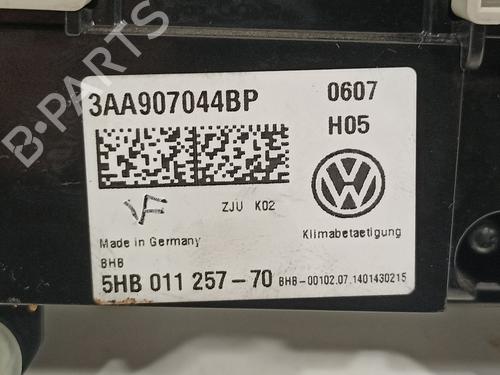 B-PARTS
3AA907044BP
0607
H05
VF
ZJU K02
Made in Germany
Klimabetaetigung
BHB
5HB 011 257-70
BHB-00102.07.1401430215